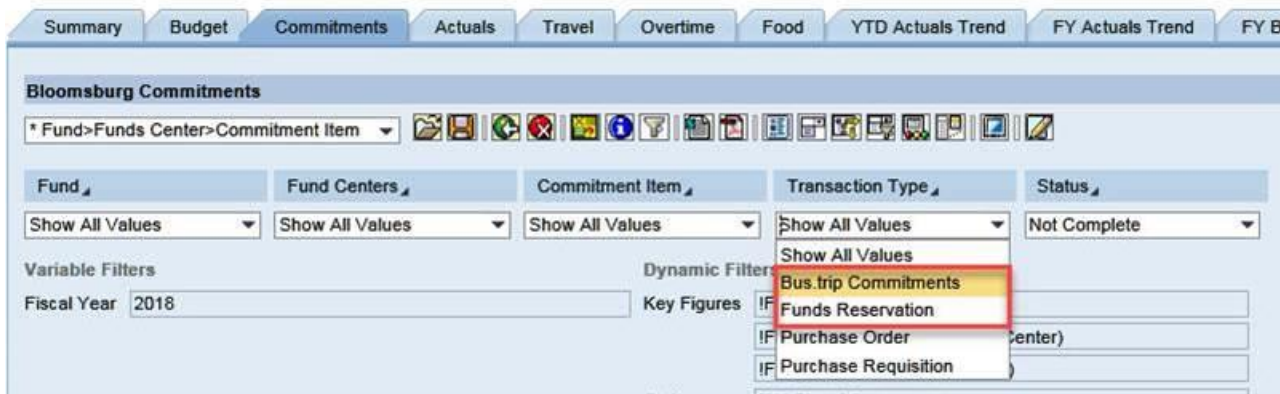 Summary Budget Commitments Actuals Travel Overtime Food YTD Actuals Trend FY Actuals Trend FY B
Bloomsburg Commitments
* Fund>Funds Center>Commitment Item
Fund Fund Centers Commitment Item Transaction Type Status
Show All Values Show All Values Show All Values Show All Values Not Complete
Show All Values
Variable Filters Dynamic Filters
Bus.trip Commitments
Fiscal Year 2018 Key Figures !F
Funds Reservation
!F Purchase Order Center)
!F Purchase Requisition )